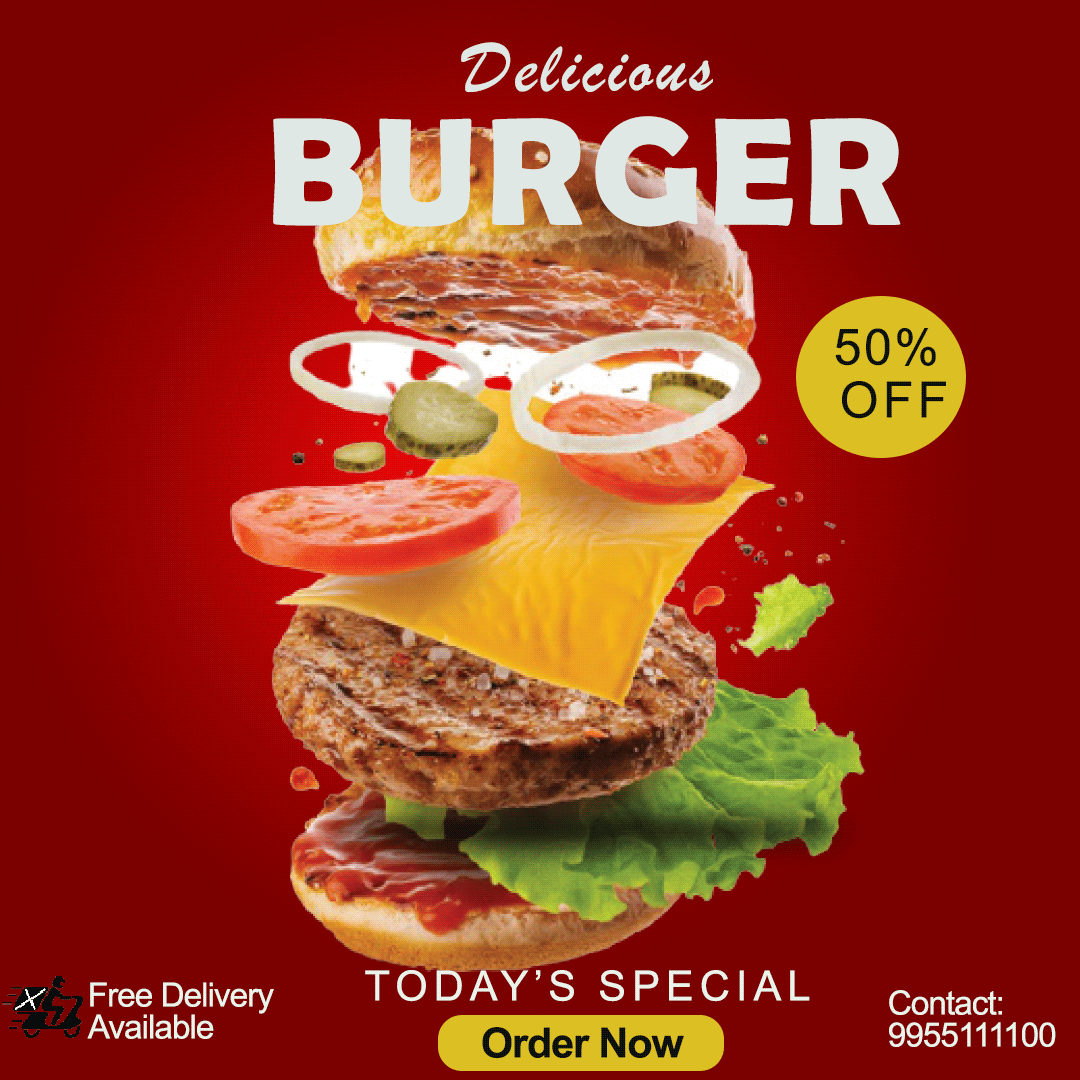 Delicious
BURGER
50%
OFF
TODAY’S SPECIAL
Free Delivery
Available
Order Now
Contact:
9955111100